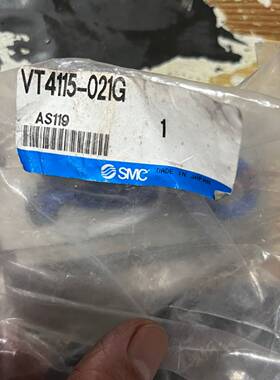 VT4115-021G
AS119
1
SMC MADE IN JAPAN